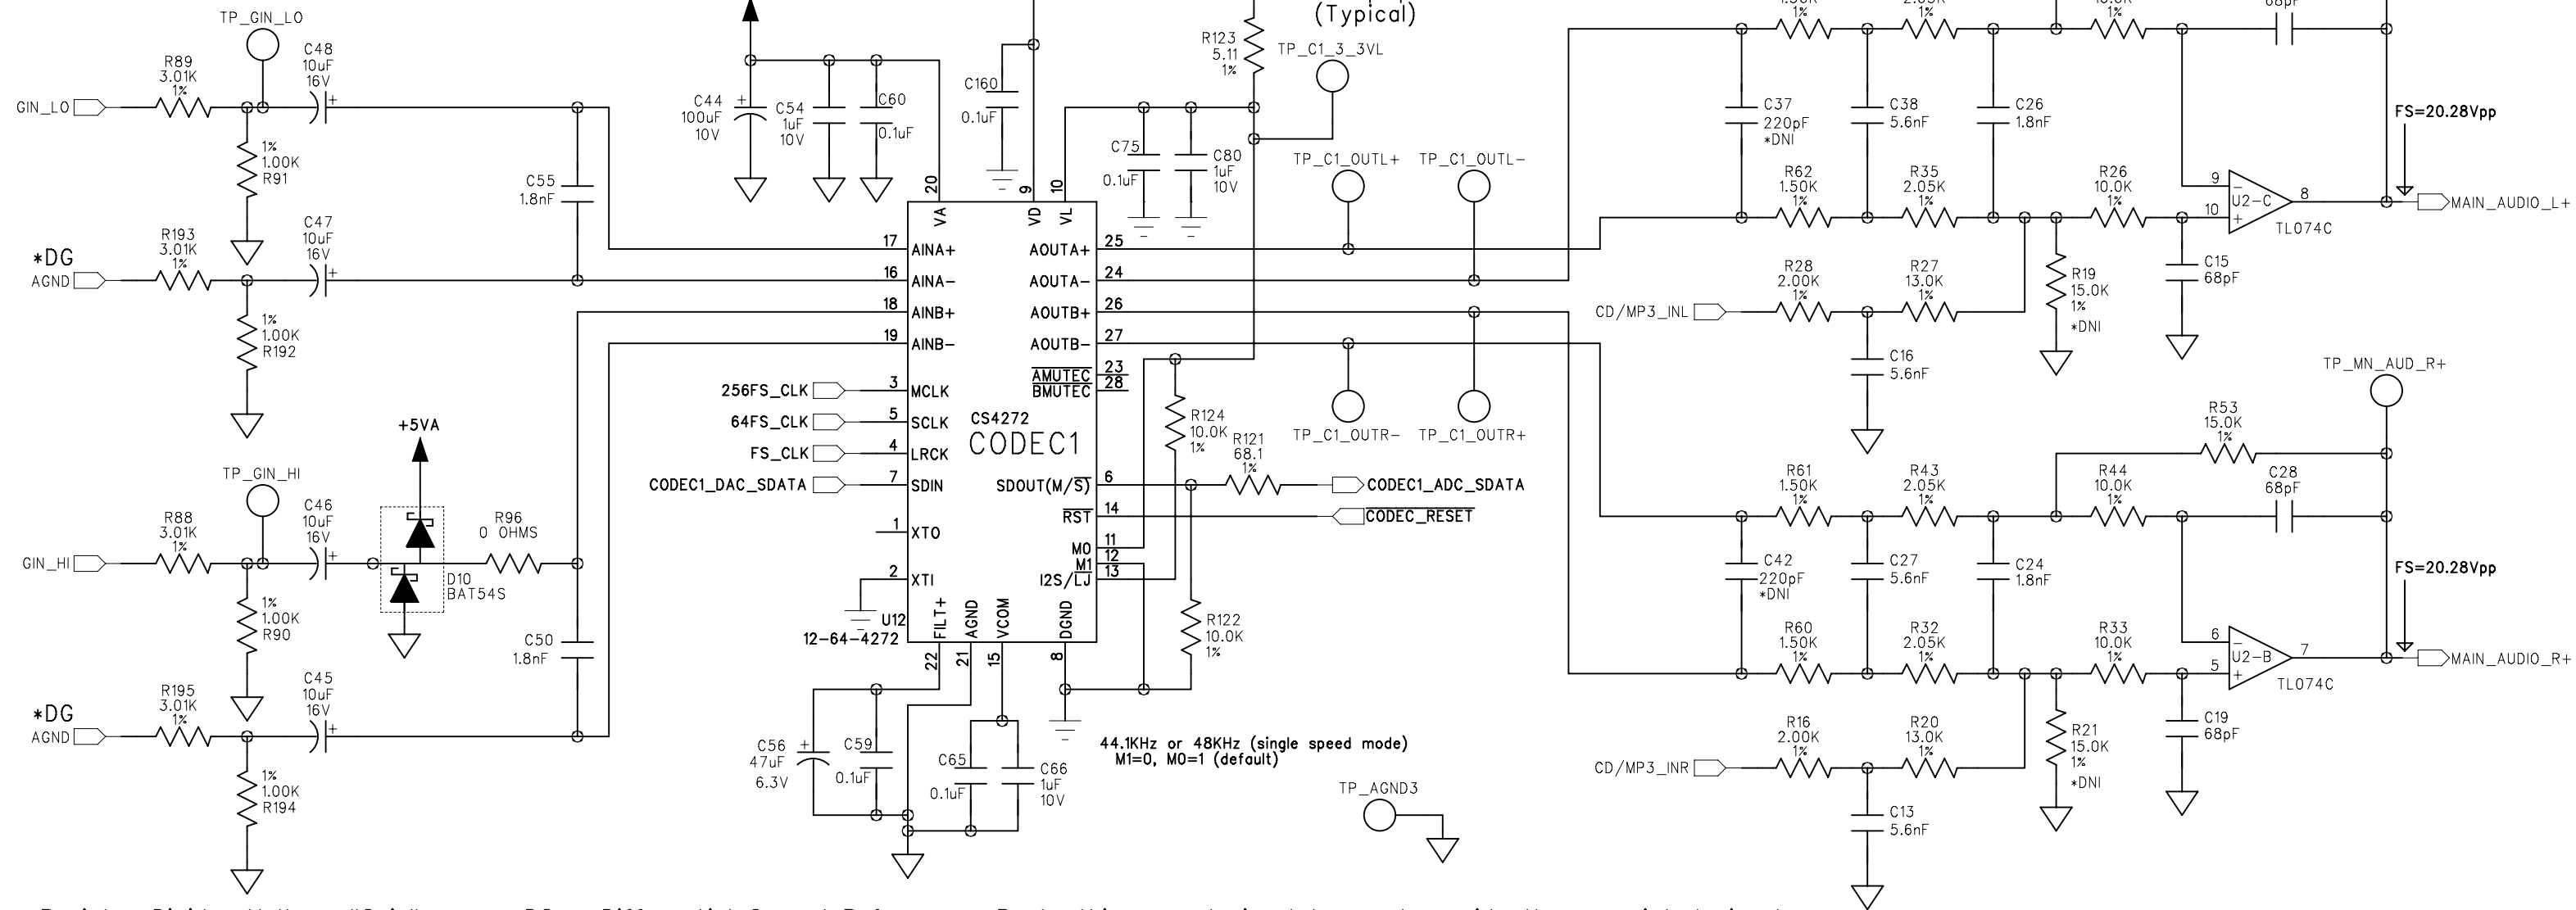 TP_GIN_LO
C48
10uF
16V
R89
3.01K
1%
GIN_LO
1%
1.00K
R91
C55
1.8nF
R193
3.01K
1%
C47
10uF
16V
*DG
AGND
1%
1.00K
R192
+5VA
TP_GIN_HI
R88
3.01K
1%
C46
10uF
16V
GIN_HI
D10
BAT54S
R96
0 OHMS
1%
1.00K
R90
C50
1.8nF
R195
3.01K
1%
C45
10uF
16V
*DG
AGND
1%
1.00K
R194
C44
100uF
10V
C54
1uF
10V
C60
0.1uF
C160
0.1uF
R123
5.11
1%
(Typical)
TP_C1_3_3VL
C75
0.1uF
C80
1uF
10V
TP_C1_OUTL+
TP_C1_OUTL-
20
VA
9
VD
10
VL
17 AINA+
16 AINA-
18 AINB+
19 AINB-
AOUTA+ 25
AOUTA- 24
AOUTB+ 26
AOUTB- 27
AMUTEC 23
BMUTEC 28
256FS_CLK 3 MCLK
64FS_CLK 5 SCLK
FS_CLK 4 LRCK
CODEC1_DAC_SDATA 7 SDIN
1 XTO
2 XTI
CS4272
CODEC1
SDOUT(M/S) 6
RST 14
M0 11
M1 12
I2S/LJ 13
U12
12-64-4272
FILT+
22
AGND
21
VCOM
15
DGND
8
R124
10.0K
1%
R121
68.1
1%
CODEC1_ADC_SDATA
CODEC_RESET
R122
10.0K
1%
TP_C1_OUTR-
TP_C1_OUTR+
C56
47uF
6.3V
C59
0.1uF
C65
0.1uF
C66
1uF
10V
44.1KHz or 48KHz (single speed mode)
M1=0, M0=1 (default)
TP_AGND3
1%
1%
1%
68pF
C37
220pF
*DNI
C38
5.6nF
C26
1.8nF
FS=20.28Vpp
R62
1.50K
1%
R35
2.05K
1%
R26
10.0K
1%
9
10
U2-C
8
TL074C
MAIN_AUDIO_L+
R28
2.00K
1%
R27
13.0K
1%
CD/MP3_INL
C16
5.6nF
R19
15.0K
1%
*DNI
C15
68pF
TP_MN_AUD_R+
R53
15.0K
1%
R61
1.50K
1%
R43
2.05K
1%
R44
10.0K
1%
C28
68pF
C42
220pF
*DNI
C27
5.6nF
C24
1.8nF
FS=20.28Vpp
R60
1.50K
1%
R32
2.05K
1%
R33
10.0K
1%
6
5
U2-B
7
TL074C
MAIN_AUDIO_R+
R16
2.00K
1%
R20
13.0K
1%
CD/MP3_INR
C13
5.6nF
R21
15.0K
1%
*DNI
C19
68pF